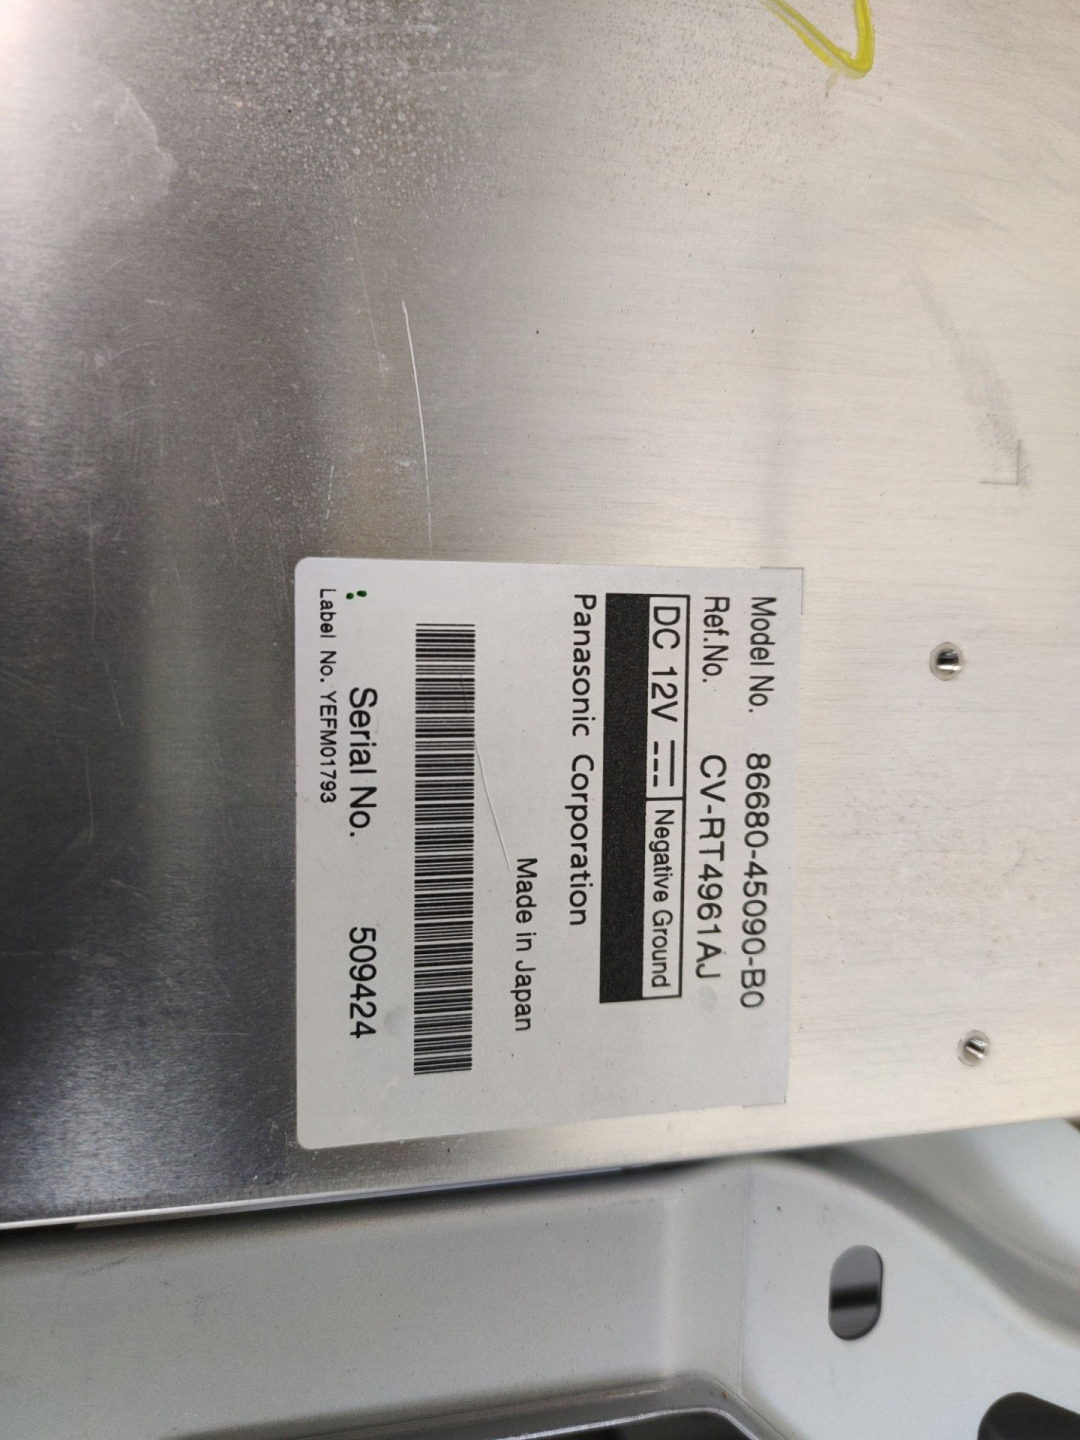 Model No. 86680-45090-B0
Ref.No. CV-RT4961AJ
DC 12V Negative Ground
Panasonic Corporation
Made in Japan
Serial No. 509424
Label No. YEFM01793